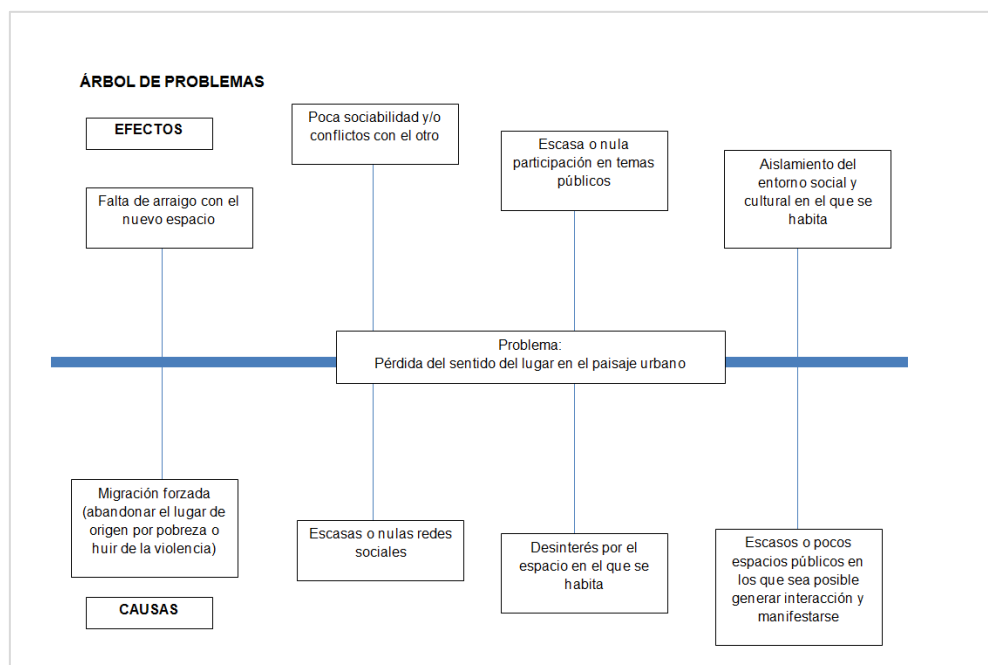 ÁRBOL DE PROBLEMAS
EFECTOS
Falta de arraigo con el
nuevo espacio
Poca sociabilidad y/o
conflictos con el otro
Escasa o nula
participación en temas
públicos
Aislamiento del
entorno social y
cultural en el que se
habita
Problema:
Pérdida del sentido del lugar en el paisaje urbano
Migración forzada
(abandonar el lugar de
origen por pobreza o
huir de la violencia)
Escasas o nulas redes
sociales
Desinterés por el
espacio en el que se
habita
Escasos o pocos
espacios públicos en
los que sea posible
generar interacción y
manifestarse
CAUSAS